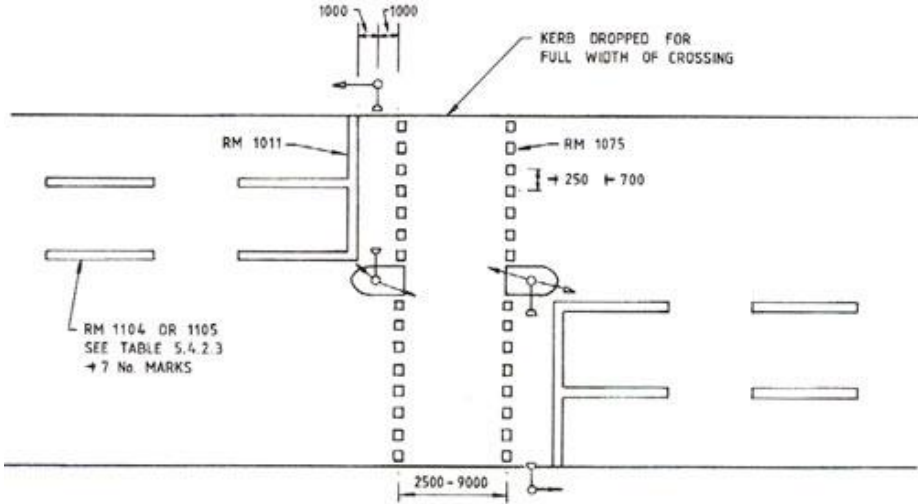 1000 1000
KERB DROPPED FOR
FULL WIDTH OF CROSSING
RM 1011
RM 1075
250 700
RM 1104 OR 1105
SEE TABLE 5.4.2.3
7 No. MARKS
2500-9000